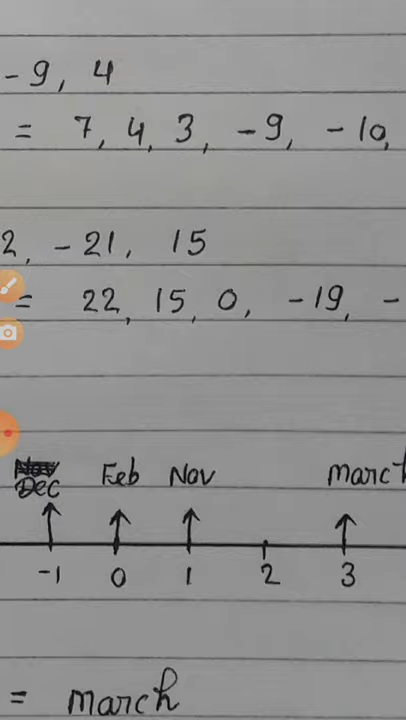 -9, 4
= 7, 4, 3, -9, -10,
2, -21, 15
= 22, 15, 0, -19, -
Dec Feb Nov March
-1 0 1 2 3
= march